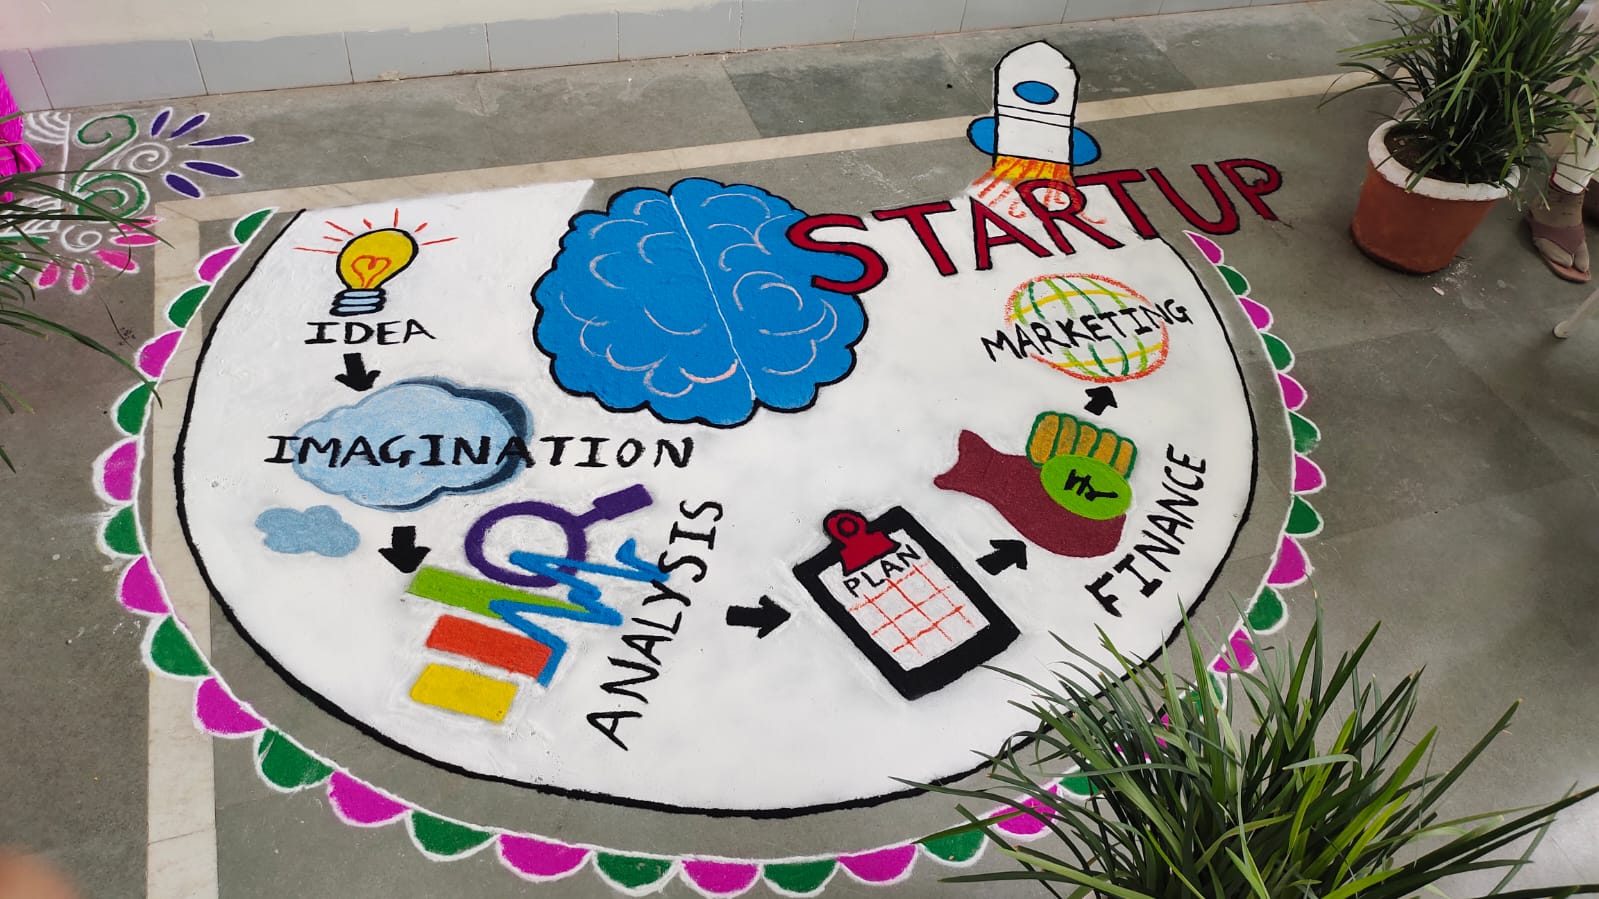 STARTUP
IDEA
IMAGINATION
ANALYSIS
PLAN
₹
FINANCE
MARKETING